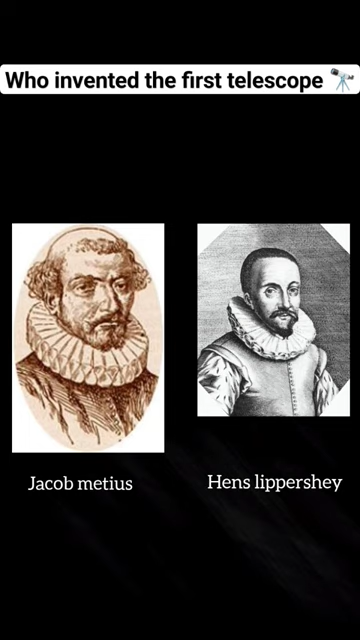 Who invented the first telescope 🔭
Jacob metius
Hens lippershey